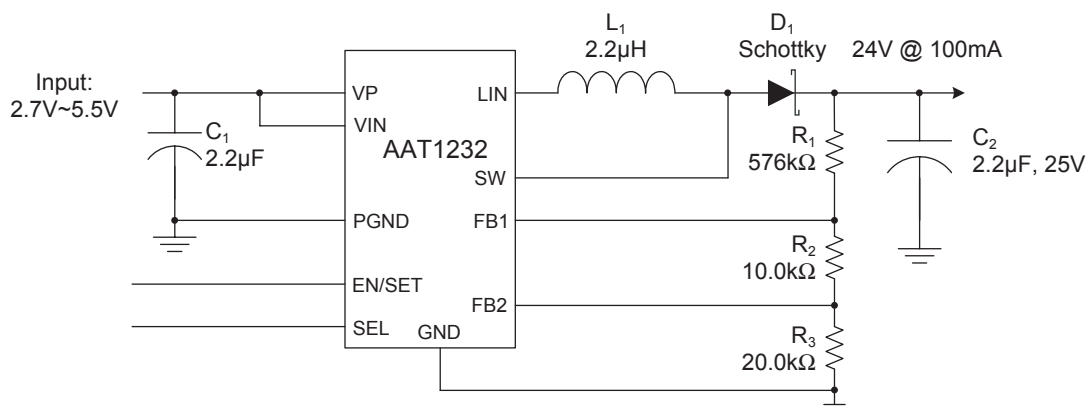 Input:
2.7V~5.5V
C₁
2.2µF
VP
VIN
AAT1232
PGND
EN/SET
SEL
GND
LIN
SW
FB1
FB2
L₁
2.2µH
D₁
Schottky
24V @ 100mA
R₁
576kΩ
C₂
2.2µF, 25V
R₂
10.0kΩ
R₃
20.0kΩ